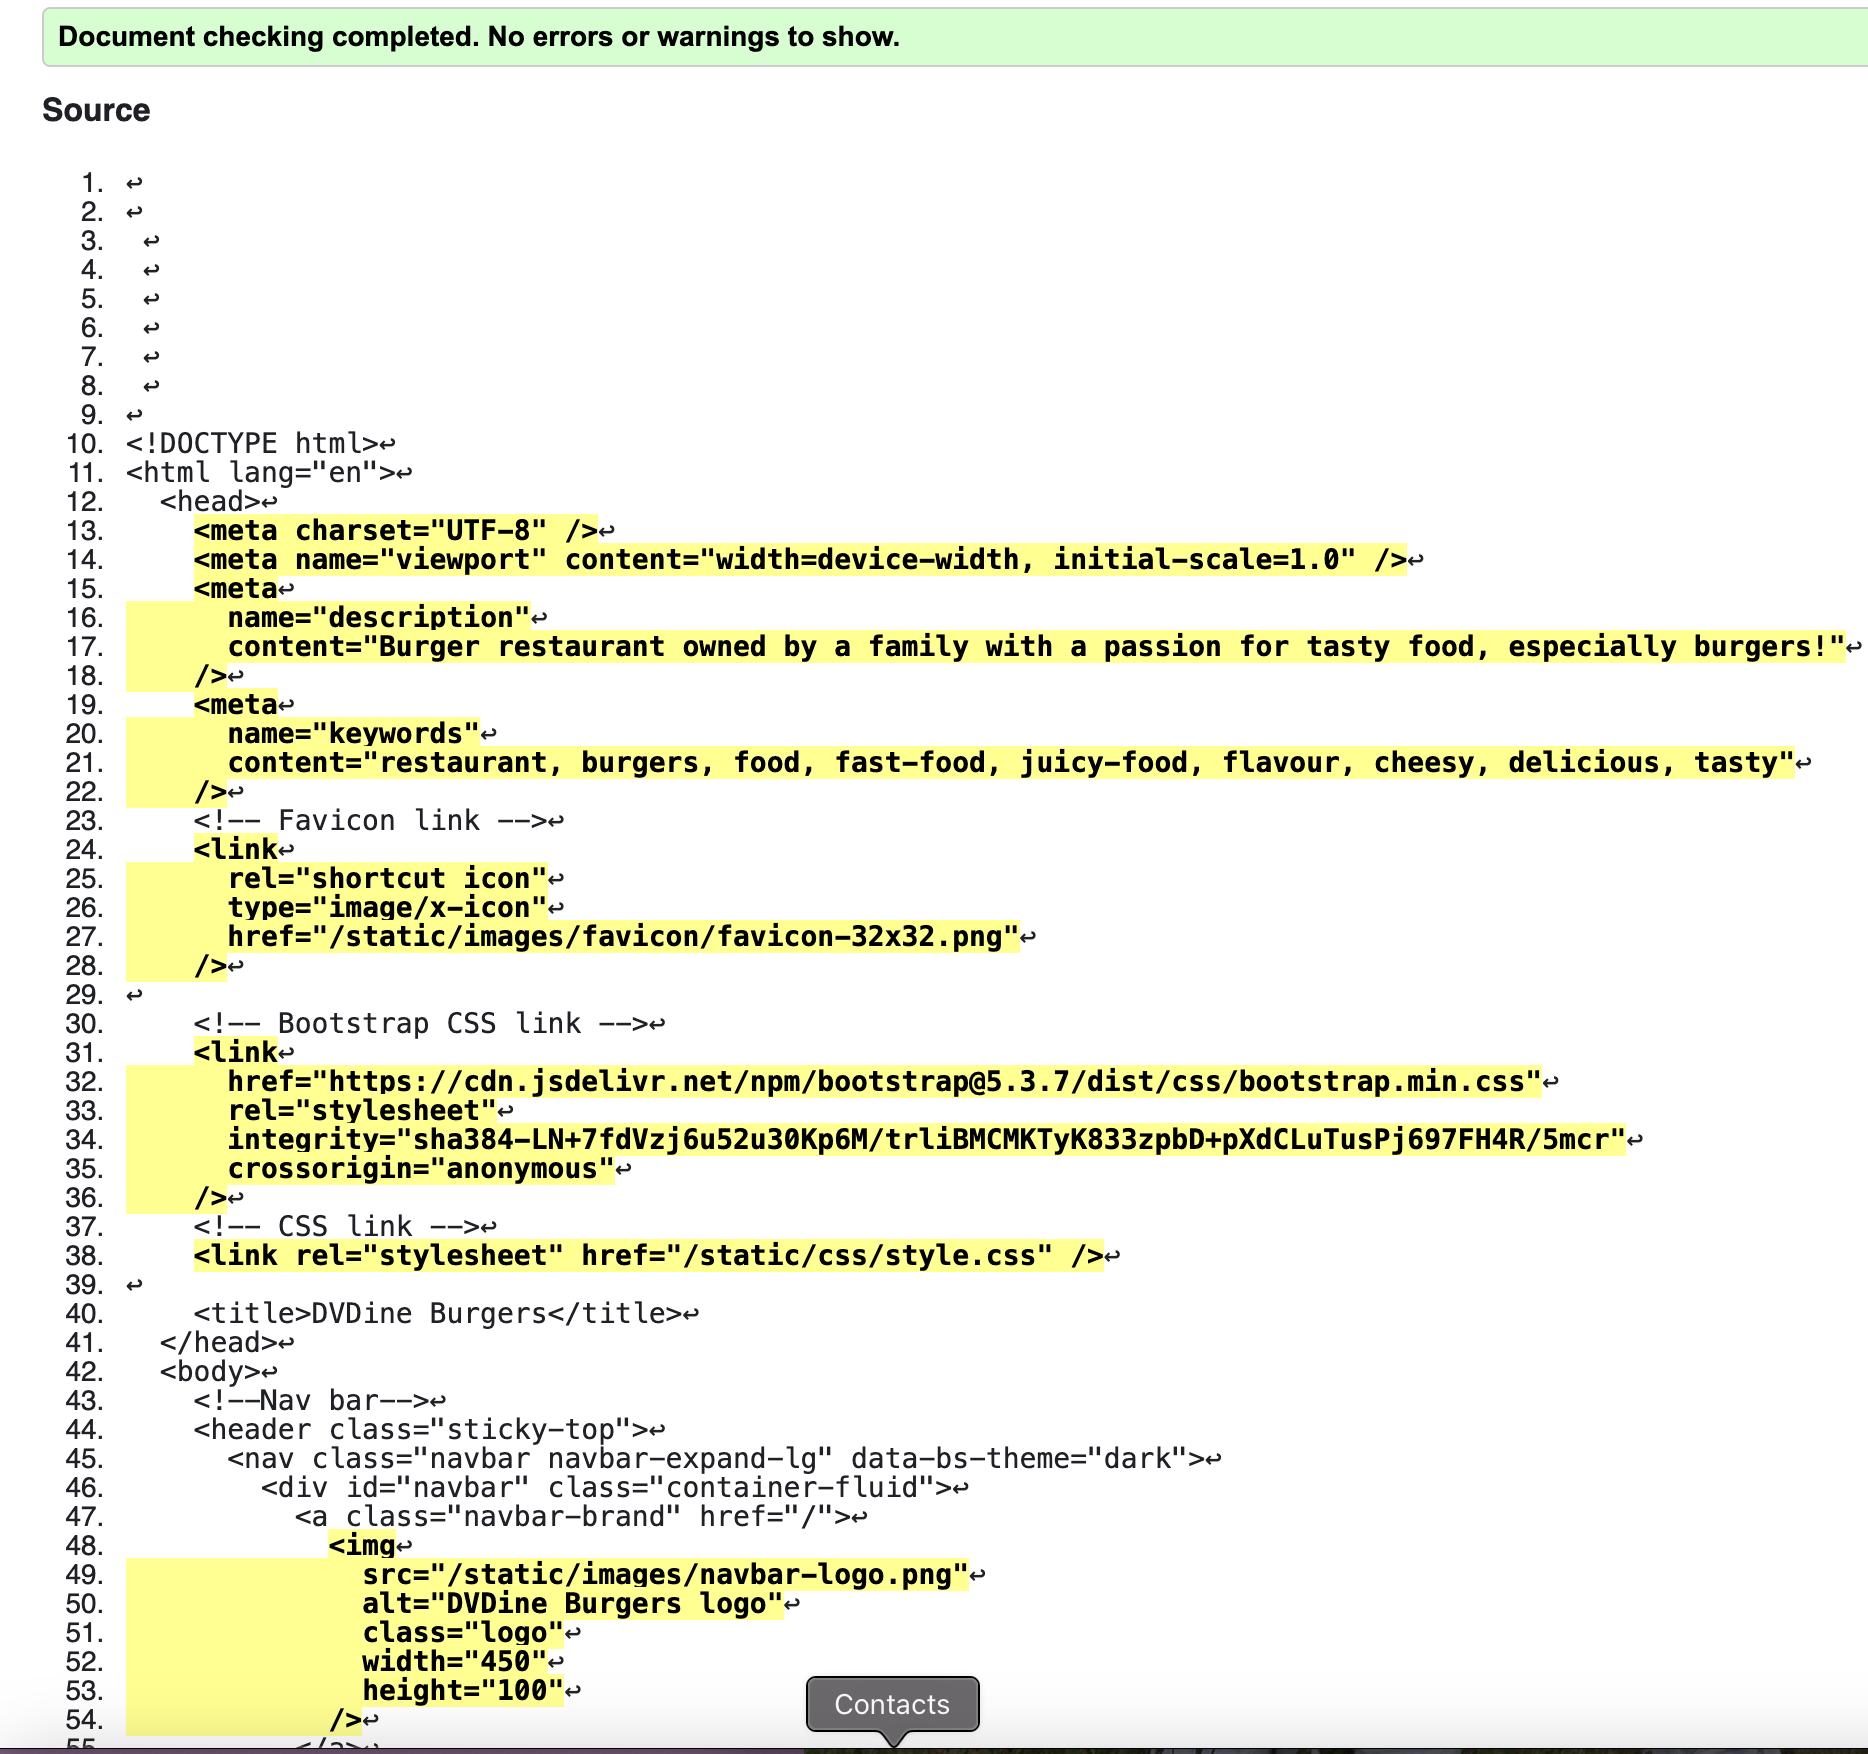 Document checking completed. No errors or warnings to show.
Source
1. ↩
2. ↩
3. ↩
4. ↩
5. ↩
6. ↩
7. ↩
8. ↩
9. ↩
10. <!DOCTYPE html>↩
11. <html lang="en">↩
12. <head>↩
13. <meta charset="UTF-8" />↩
14. <meta name="viewport" content="width=device-width, initial-scale=1.0" />↩
15. <meta↩
16. name="description"↩
17. content="Burger restaurant owned by a family with a passion for tasty food, especially burgers!"↩
18. />↩
19. <meta↩
20. name="keywords"↩
21. content="restaurant, burgers, food, fast-food, juicy-food, flavour, cheesy, delicious, tasty"↩
22. />↩
23. <!-- Favicon link -->↩
24. <link↩
25. rel="shortcut icon"↩
26. type="image/x-icon"↩
27. href="/static/images/favicon/favicon-32x32.png"↩
28. />↩
29. ↩
30. <!-- Bootstrap CSS link -->↩
31. <link↩
32. href="https://cdn.jsdelivr.net/npm/bootstrap@5.3.7/dist/css/bootstrap.min.css"↩
33. rel="stylesheet"↩
34. integrity="sha384-LN+7fdVzj6u52u30Kp6M/trliBMCMKTyK833zpbD+pXdCLuTusPj697FH4R/5mcr"↩
35. crossorigin="anonymous"↩
36. />↩
37. <!-- CSS link -->↩
38. <link rel="stylesheet" href="/static/css/style.css" />↩
39. ↩
40. <title>DVDine Burgers</title>↩
41. </head>↩
42. <body>↩
43. <!--Nav bar-->↩
44. <header class="sticky-top">↩
45. <nav class="navbar navbar-expand-lg" data-bs-theme="dark">↩
46. <div id="navbar" class="container-fluid">↩
47. <a class="navbar-brand" href="/">↩
48. <img↩
49. src="/static/images/navbar-logo.png"↩
50. alt="DVDine Burgers logo"↩
51. class="logo"↩
52. width="450"↩
53. height="100"↩
54. />↩
55. </a>↩
Contacts